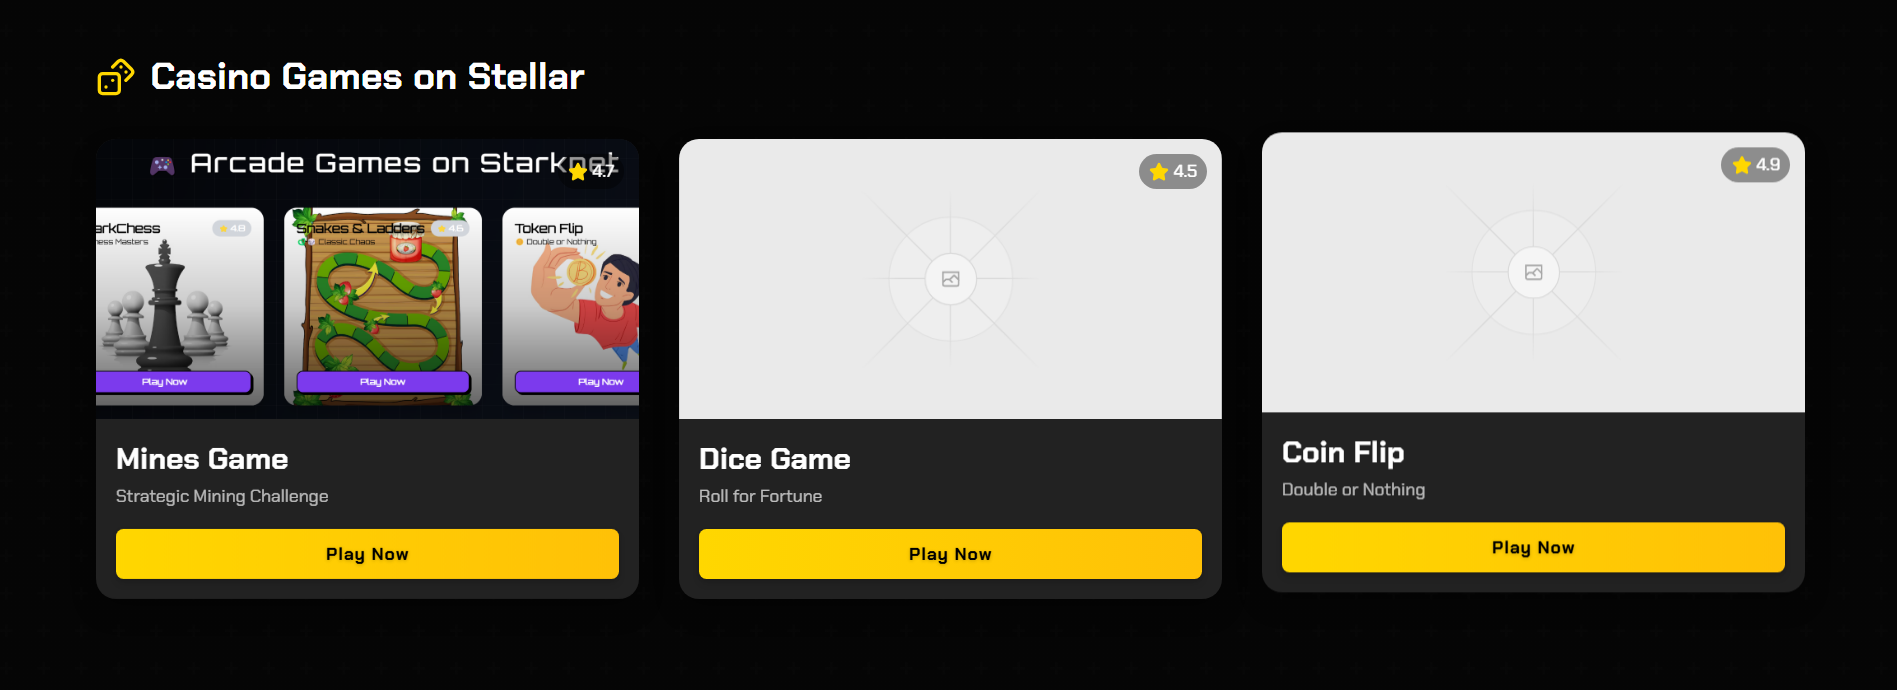 Casino Games on Stellar
Arcade Games on Starknet
4.7
arkChess
4.8
ness Masters
Play Now
Snakes & Ladders
4.6
Classic Chaos
Play Now
Token Flip
Double or Nothing
Play Now
Mines Game
Strategic Mining Challenge
Play Now
4.5
Dice Game
Roll for Fortune
Play Now
4.9
Coin Flip
Double or Nothing
Play Now